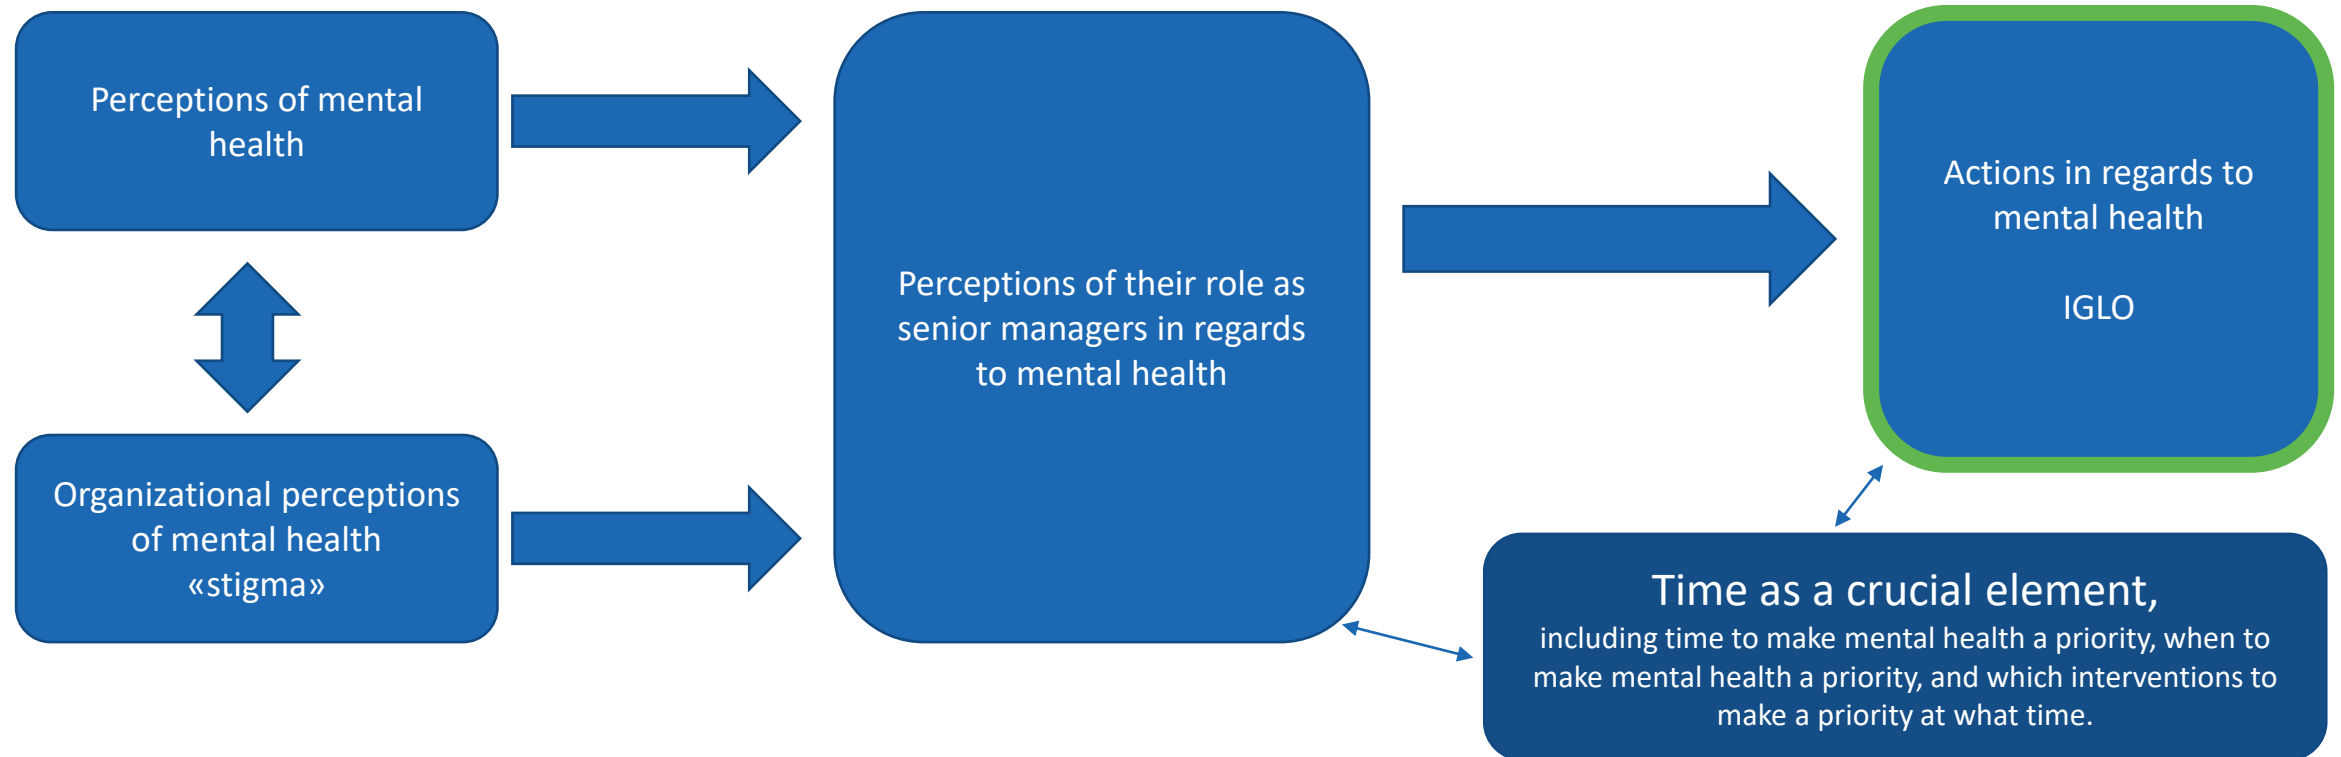 Perceptions of mental
health
Organizational perceptions
of mental health
«stigma»
Perceptions of their role as
senior managers in regards
to mental health
Actions in regards to
mental health
IGLO
Time as a crucial element,
including time to make mental health a priority, when to
make mental health a priority, and which interventions to
make a priority at what time.